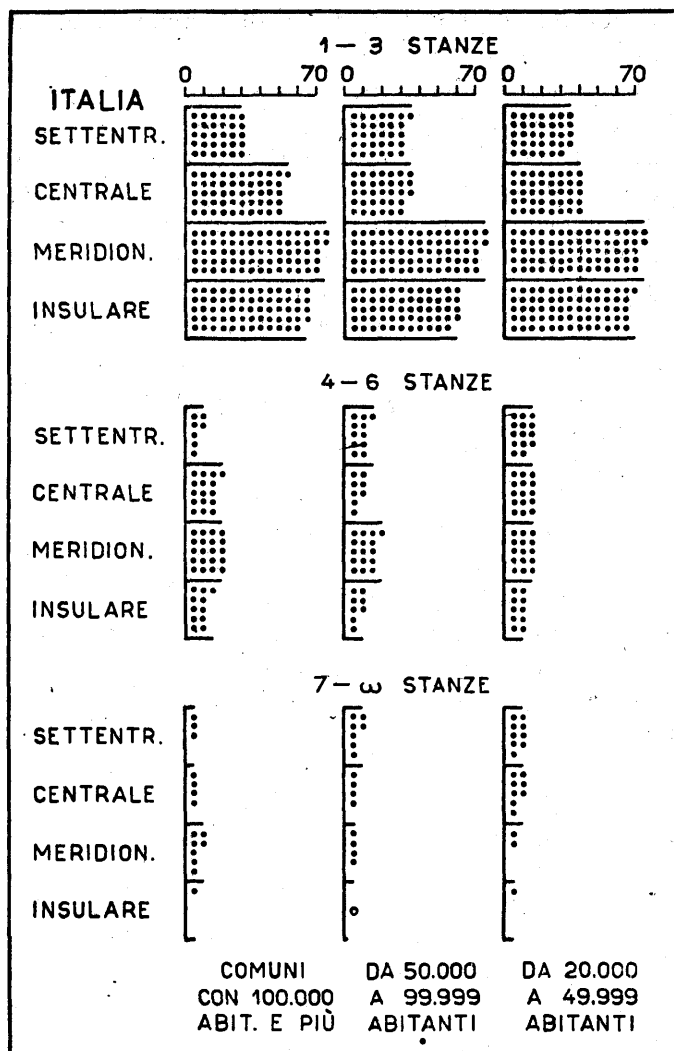 1 — 3 STANZE
0 70 0 70 0 70
ITALIA
SETTENTR.
CENTRALE
MERIDION.
INSULARE
4 — 6 STANZE
SETTENTR.
CENTRALE
MERIDION.
INSULARE
7 — ω STANZE
SETTENTR.
CENTRALE
MERIDION.
INSULARE
COMUNI
CON 100.000
ABIT. E PIÙ
DA 50.000
A 99.999
ABITANTI
DA 20.000
A 49.999
ABITANTI